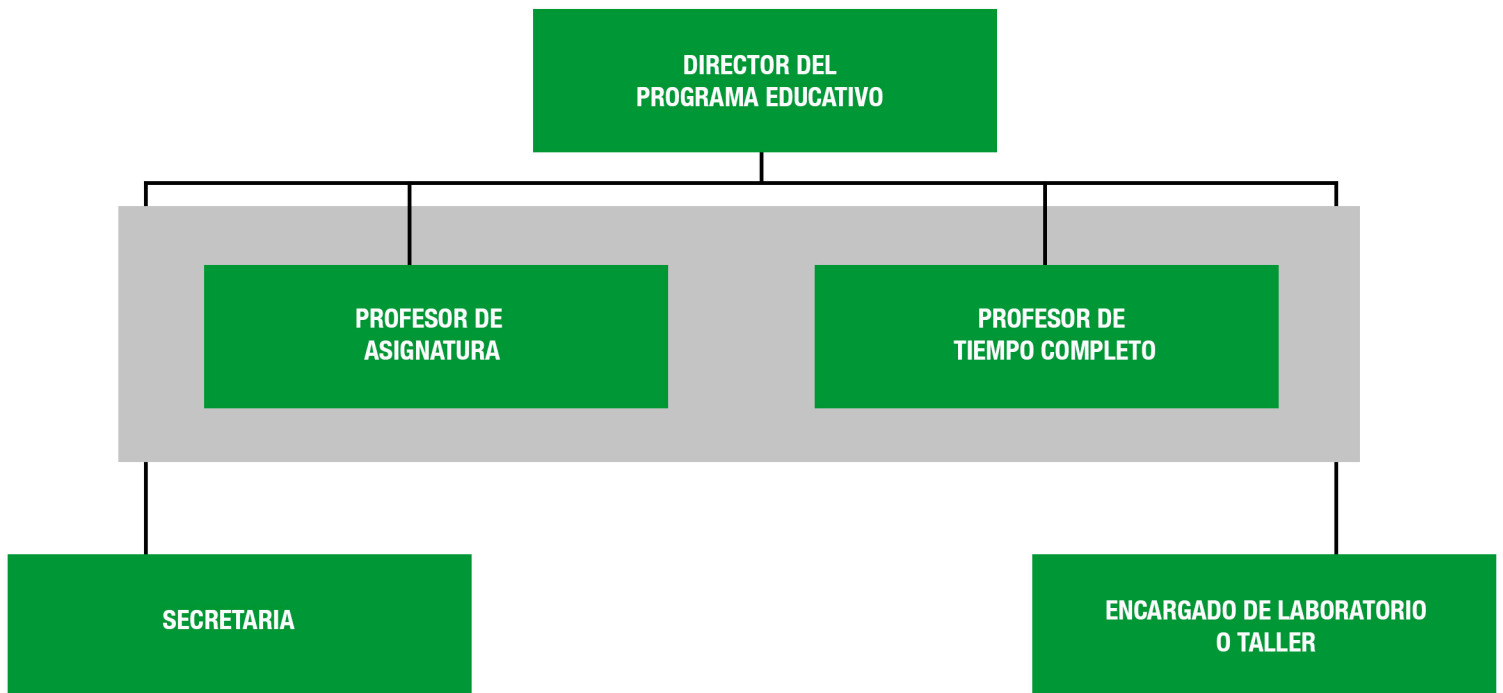 DIRECTOR DEL
PROGRAMA EDUCATIVO
PROFESOR DE
ASIGNATURA
PROFESOR DE
TIEMPO COMPLETO
SECRETARIA
ENCARGADO DE LABORATORIO
O TALLER